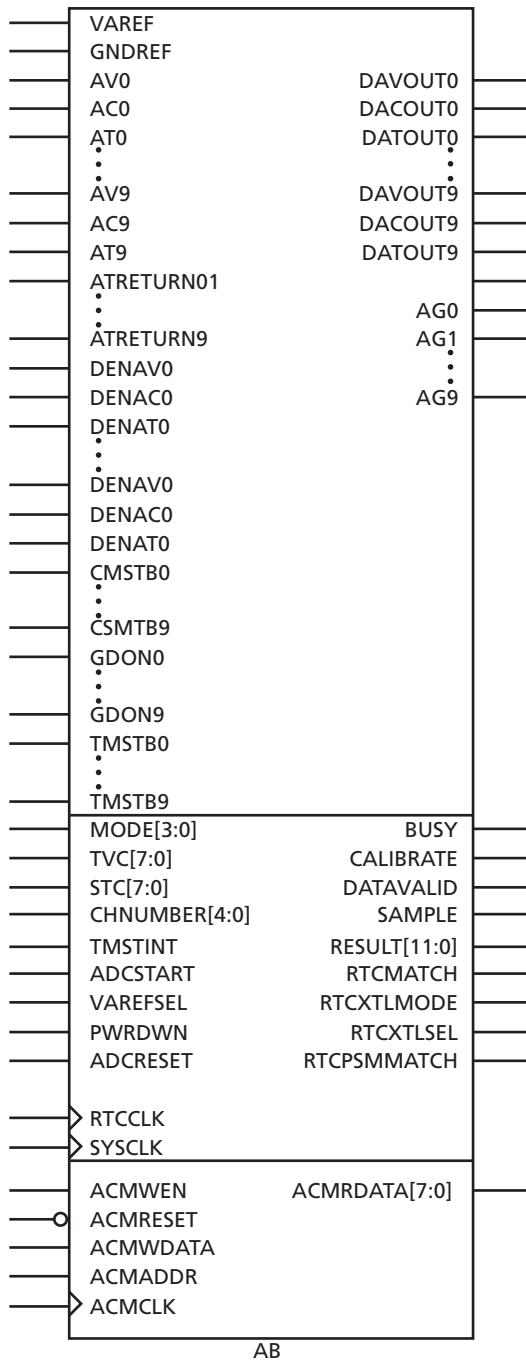 VAREF
GNDREF
AV0 DAVOUT0
AC0 DACOUT0
AT0 DATOUT0
AV9 DAVOUT9
AC9 DACOUT9
AT9 DATOUT9
ATRETURN01
AG0
ATRETURN9 AG1
DENAV0
DENAC0 AG9
DENAT0
DENAV0
DENAC0
DENAT0
CMSTB0
CSMTB9
GDON0
GDON9
TMSTB0
TMSTB9
MODE[3:0] BUSY
TVC[7:0] CALIBRATE
STC[7:0] DATAVALID
CHNUMBER[4:0] SAMPLE
TMSTINT RESULT[11:0]
ADCSTART RTCMATCH
VAREFSEL RTCXTLMODE
PWRDWN RTCXTLSEL
ADCRESET RTCPSMMATCH
RTCCLK
SYSCLK
ACMWEN ACMRDATA[7:0]
ACMRESET
ACMWDATA
ACMADDR
ACMCLK
AB